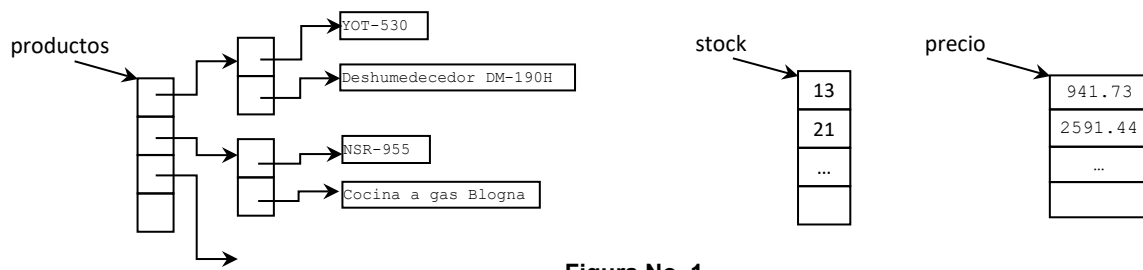 productos
YOT-530
Deshumedecedor DM-190H
NSR-955
Cocina a gas Blogna
stock
13
21
…
precio
941.73
2591.44
…
Figura No. 1